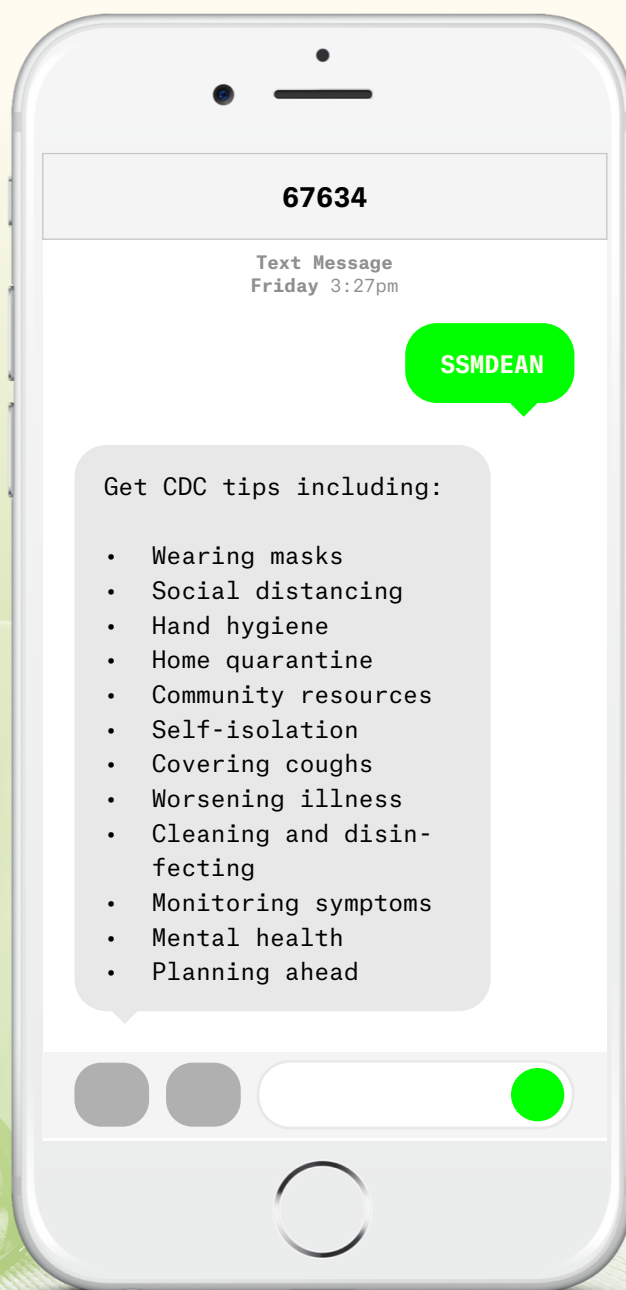 67634
Text Message
Friday 3:27pm
SSMDEAN
Get CDC tips including:
• Wearing masks
• Social distancing
• Hand hygiene
• Home quarantine
• Community resources
• Self-isolation
• Covering coughs
• Worsening illness
• Cleaning and disin-
fecting
• Monitoring symptoms
• Mental health
• Planning ahead